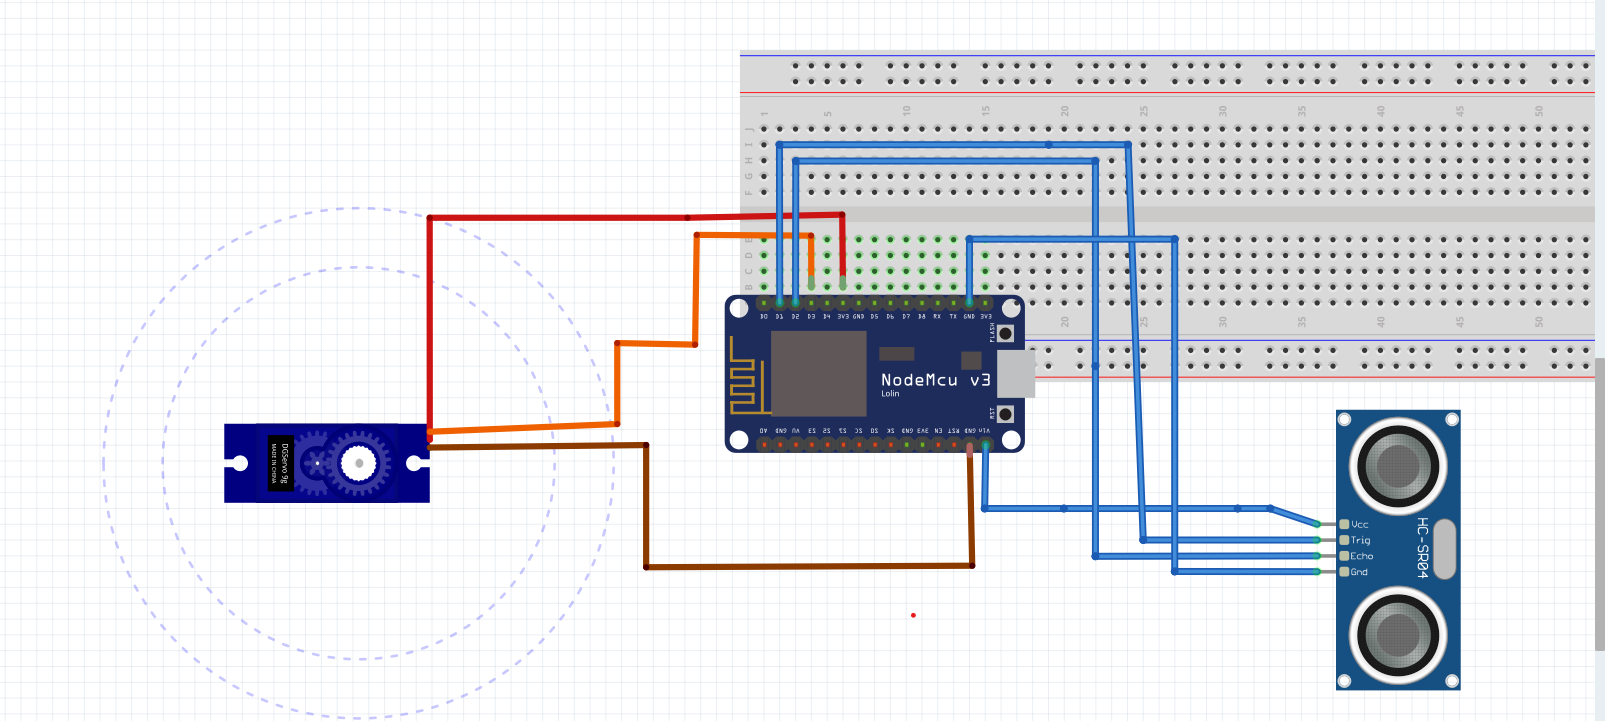 1 5 10 15 20 25 30 35 40 45 50
J
I
H
G
F
E
D
C
B
20 25 30 35 40 45 50
D0 D1 D2 D3 D4 3V3 GND D5 D6 D7 D8 RX TX GND 3V3
FLASH
NodeMcu v3
Lolin
RST
A0 GND VU S3 S2 S1 SC S0 SK GND 3V3 EN RST GND Vin
DGServo 9g
MADE IN CHINA
Vcc
Trig
Echo
Gnd
HC-SR04